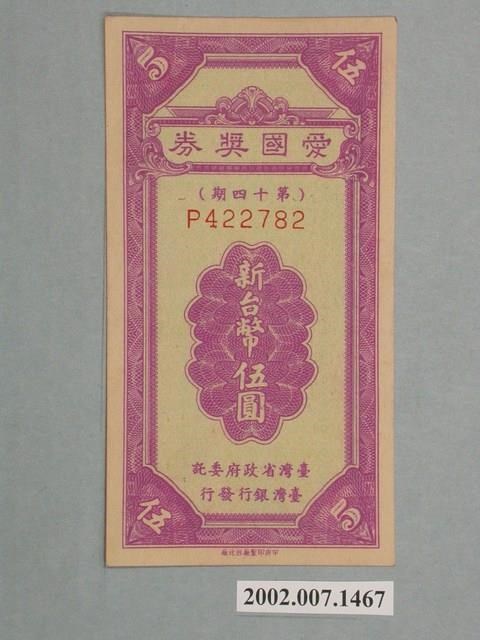 5 伍
愛國獎券
(第十四期)
P422782
新台幣伍圓
臺灣省政府委託
臺灣銀行發行
伍 5
2002.007.1467